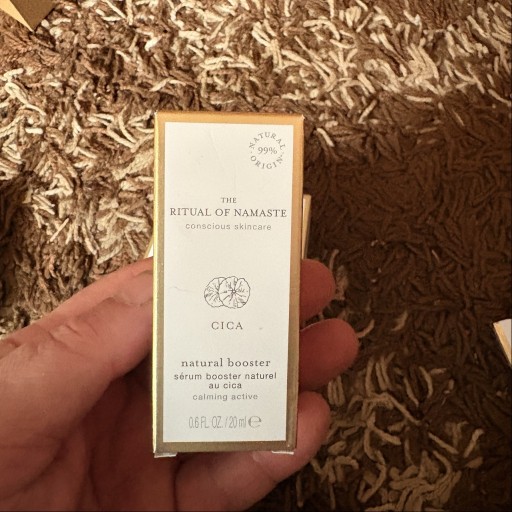 NATURAL
99%
ORIGIN
THE
RITUAL OF NAMASTE
conscious skincare
CICA
natural booster
sérum booster naturel
au cica
calming active
0.6 FL. OZ. / 20 ml ℮